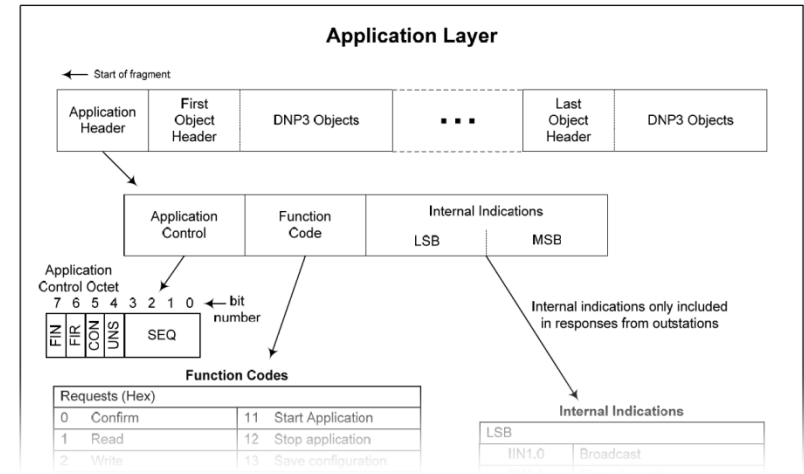 Application Layer
Start of fragment
Application
Header
First
Object
Header
DNP3 Objects
Last
Object
Header
DNP3 Objects
Application
Control
Function
Code
Internal Indications
LSB
MSB
Application
Control Octet
7 6 5 4 3 2 1 0
bit
number
FIN
FIR
CON
UNS
SEQ
Internal indications only included
in responses from outstations
Function Codes
Requests (Hex)
0 Confirm 11 Start Application
1 Read 12 Stop application
2 Write 13 Save configuration
Internal Indications
LSB
IIN1.0 Broadcast